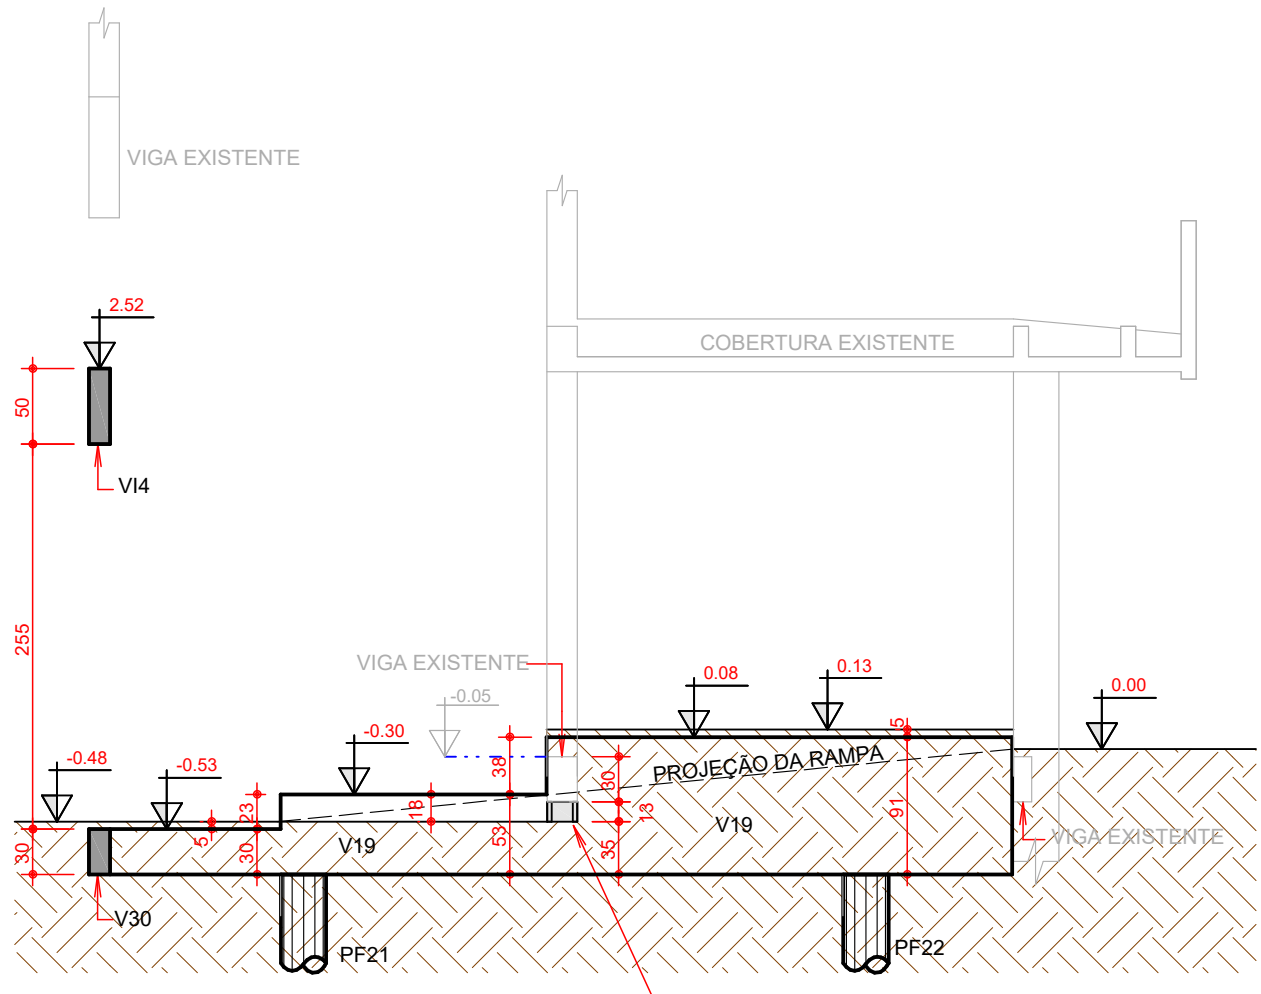 VIGA EXISTENTE
2.52
COBERTURA EXISTENTE
50
VI4
255
VIGA EXISTENTE
-0.05
0.08
0.13
0.00
-0.30
-0.48
-0.53
5
38
30
PROJEÇÃO DA RAMPA
23
18
13
91
V19
53
35
30
5
30
V19
VIGA EXISTENTE
V30
PF21
PF22